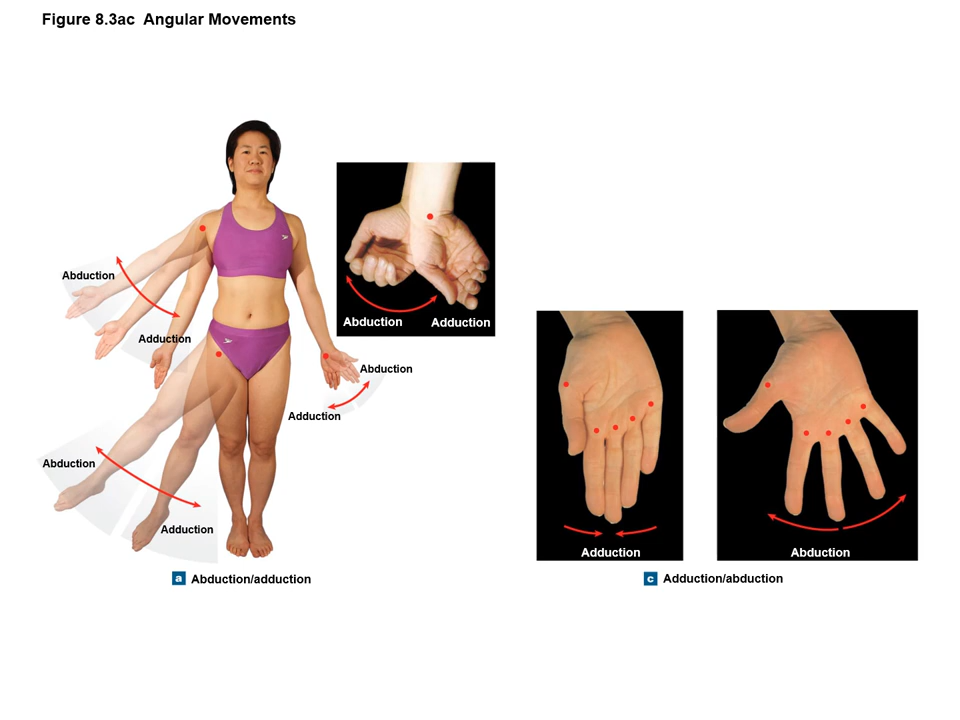 Figure 8.3ac Angular Movements
Abduction
Adduction
Abduction Adduction
Abduction
Adduction
Abduction
Adduction
a Abduction/adduction
Adduction
Abduction
c Adduction/abduction